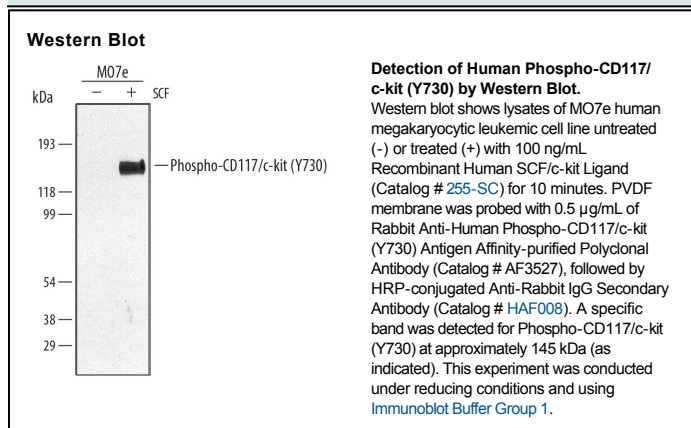 Western Blot
MO7e
kDa
– + SCF
193
Phospho-CD117/c-kit (Y730)
118
99
54
38
29
Detection of Human Phospho-CD117/
c-kit (Y730) by Western Blot.
Western blot shows lysates of MO7e human
megakaryocytic leukemic cell line untreated
(-) or treated (+) with 100 ng/mL
Recombinant Human SCF/c-kit Ligand
(Catalog # 255-SC) for 10 minutes. PVDF
membrane was probed with 0.5 µg/mL of
Rabbit Anti-Human Phospho-CD117/c-kit
(Y730) Antigen Affinity-purified Polyclonal
Antibody (Catalog # AF3527), followed by
HRP-conjugated Anti-Rabbit IgG Secondary
Antibody (Catalog # HAF008). A specific
band was detected for Phospho-CD117/c-kit
(Y730) at approximately 145 kDa (as
indicated). This experiment was conducted
under reducing conditions and using
Immunoblot Buffer Group 1.